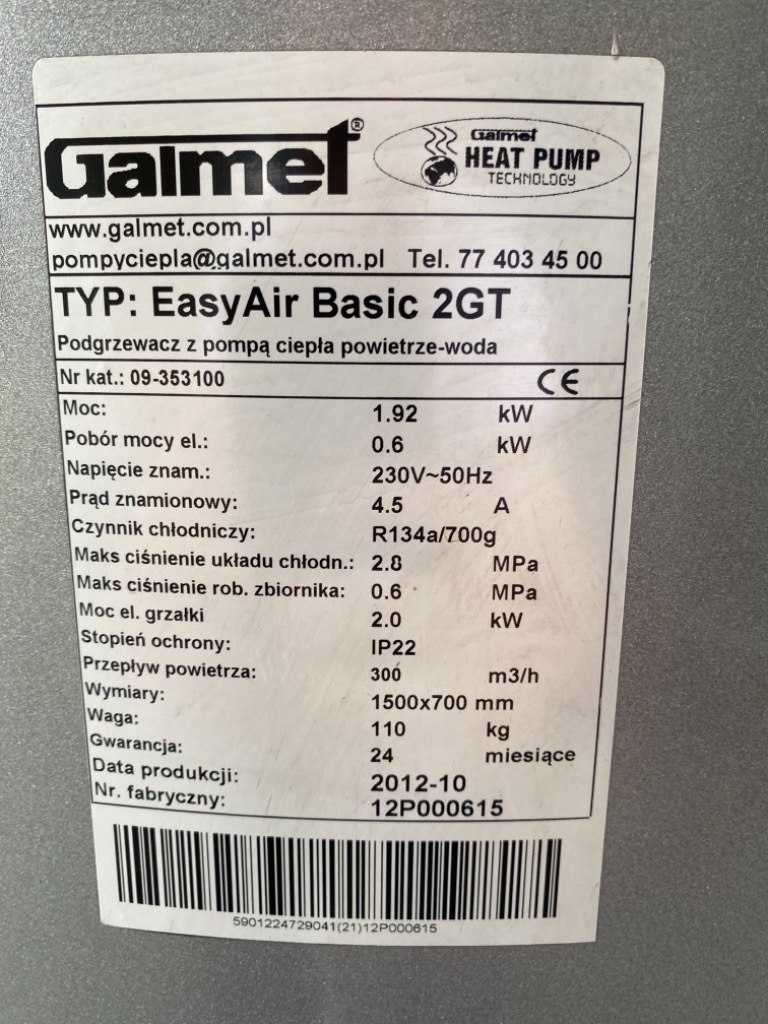 Galmet®
Galmet
HEAT PUMP
TECHNOLOGY
www.galmet.com.pl
pompyciepla@galmet.com.pl Tel. 77 403 45 00
TYP: EasyAir Basic 2GT
Podgrzewacz z pompą ciepła powietrze-woda
Nr kat.: 09-353100 CE
Moc: 1.92 kW
Pobór mocy el.: 0.6 kW
Napięcie znam.: 230V~50Hz
Prąd znamionowy: 4.5 A
Czynnik chłodniczy: R134a/700g
Maks ciśnienie układu chłodn.: 2.8 MPa
Maks ciśnienie rob. zbiornika: 0.6 MPa
Moc el. grzałki 2.0 kW
Stopień ochrony: IP22
Przepływ powietrza: 300 m3/h
Wymiary: 1500x700 mm
Waga: 110 kg
Gwarancja: 24 miesiące
Data produkcji: 2012-10
Nr. fabryczny: 12P000615
5901224729041(21)12P000615